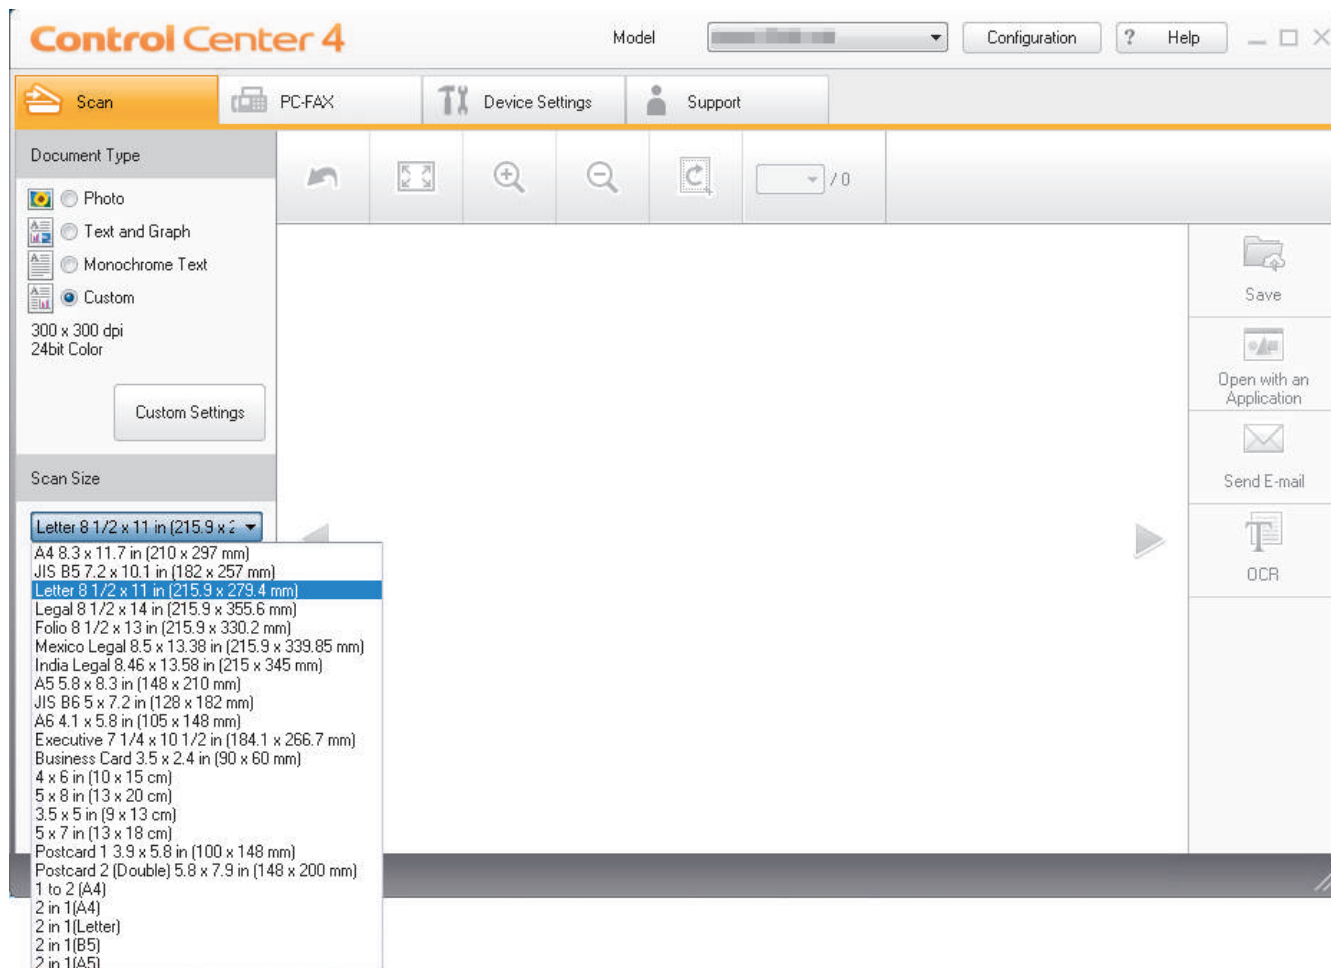 Control Center 4
Model
Configuration
? Help
Scan
PC-FAX
Device Settings
Support
Document Type
Photo
Text and Graph
Monochrome Text
Custom
300 x 300 dpi
24bit Color
Custom Settings
/ 0
Save
Open with an
Application
Send E-mail
OCR
Scan Size
Letter 8 1/2 x 11 in (215.9 x 2
A4 8.3 x 11.7 in (210 x 297 mm)
JIS B5 7.2 x 10.1 in (182 x 257 mm)
Letter 8 1/2 x 11 in (215.9 x 279.4 mm)
Legal 8 1/2 x 14 in (215.9 x 355.6 mm)
Folio 8 1/2 x 13 in (215.9 x 330.2 mm)
Mexico Legal 8.5 x 13.38 in (215.9 x 339.85 mm)
India Legal 8.46 x 13.58 in (215 x 345 mm)
A5 5.8 x 8.3 in (148 x 210 mm)
JIS B6 5 x 7.2 in (128 x 182 mm)
A6 4.1 x 5.8 in (105 x 148 mm)
Executive 7 1/4 x 10 1/2 in (184.1 x 266.7 mm)
Business Card 3.5 x 2.4 in (90 x 60 mm)
4 x 6 in (10 x 15 cm)
5 x 8 in (13 x 20 cm)
3.5 x 5 in (9 x 13 cm)
5 x 7 in (13 x 18 cm)
Postcard 1 3.9 x 5.8 in (100 x 148 mm)
Postcard 2 (Double) 5.8 x 7.9 in (148 x 200 mm)
1 to 2 (A4)
2 in 1(A4)
2 in 1(Letter)
2 in 1(B5)
2 in 1(A5)